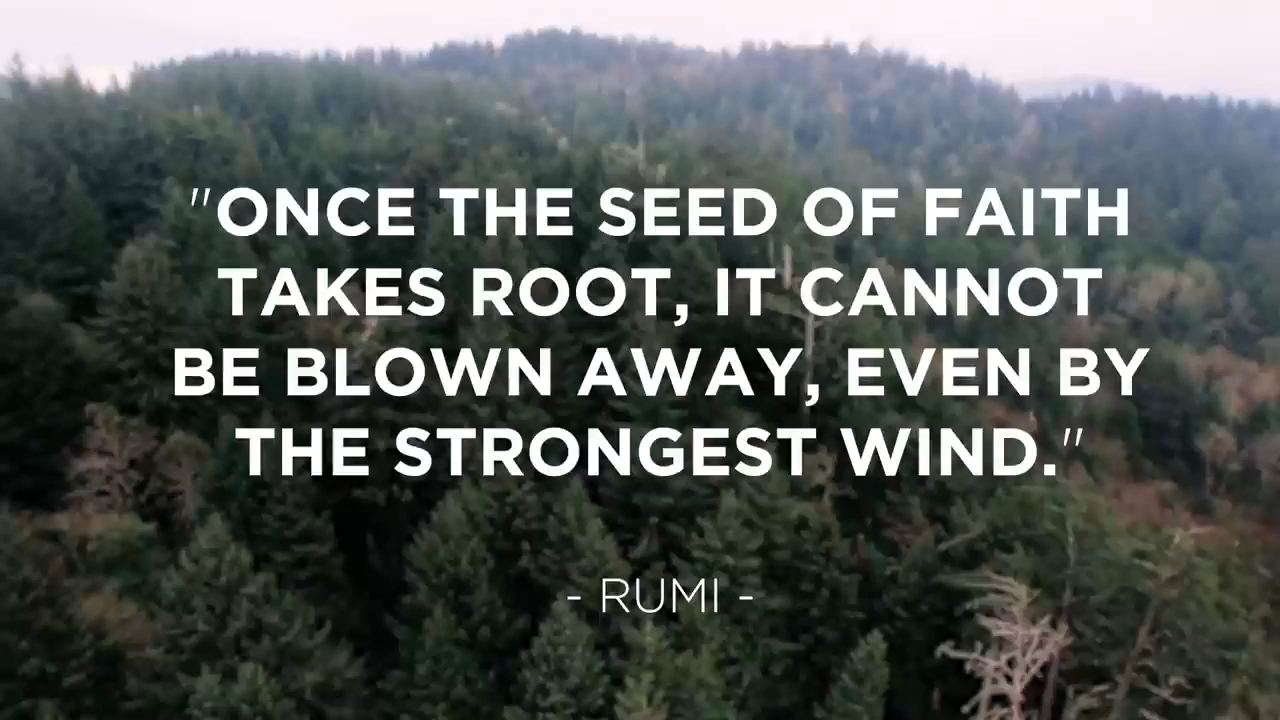 "ONCE THE SEED OF FAITH
TAKES ROOT, IT CANNOT
BE BLOWN AWAY, EVEN BY
THE STRONGEST WIND."
- RUMI -